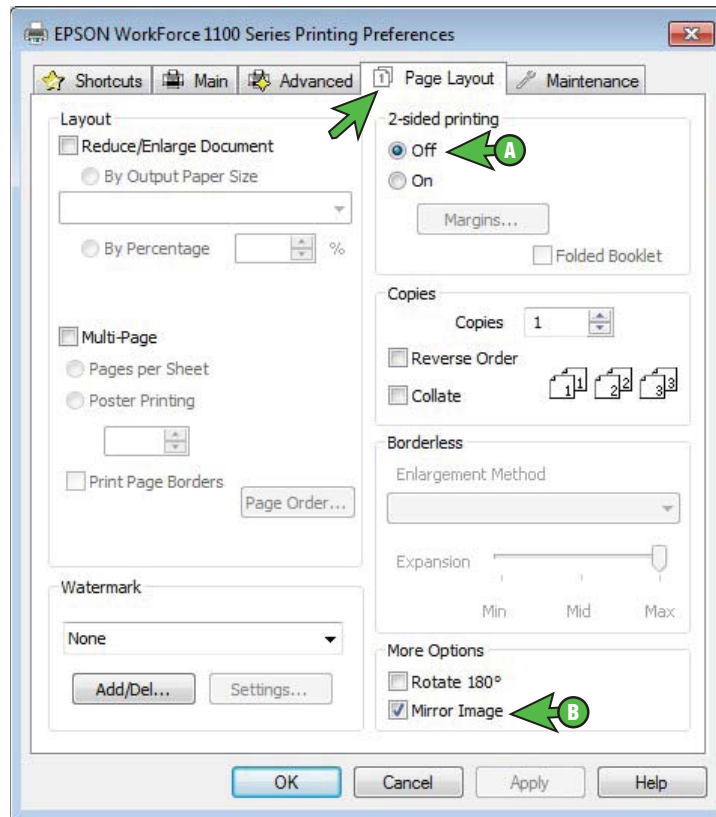 EPSON WorkForce 1100 Series Printing Preferences
Shortcuts Main Advanced 1 Page Layout Maintenance
Layout
Reduce/Enlarge Document
By Output Paper Size
By Percentage %
Multi-Page
Pages per Sheet
Poster Printing
Print Page Borders
Page Order...
Watermark
None
Add/Del... Settings...
2-sided printing
Off A
On
Margins...
Folded Booklet
Copies
Copies 1
Reverse Order
Collate
1 1 2 2 3 3
Borderless
Enlargement Method
Expansion
Min Mid Max
More Options
Rotate 180°
Mirror Image B
OK Cancel Apply Help